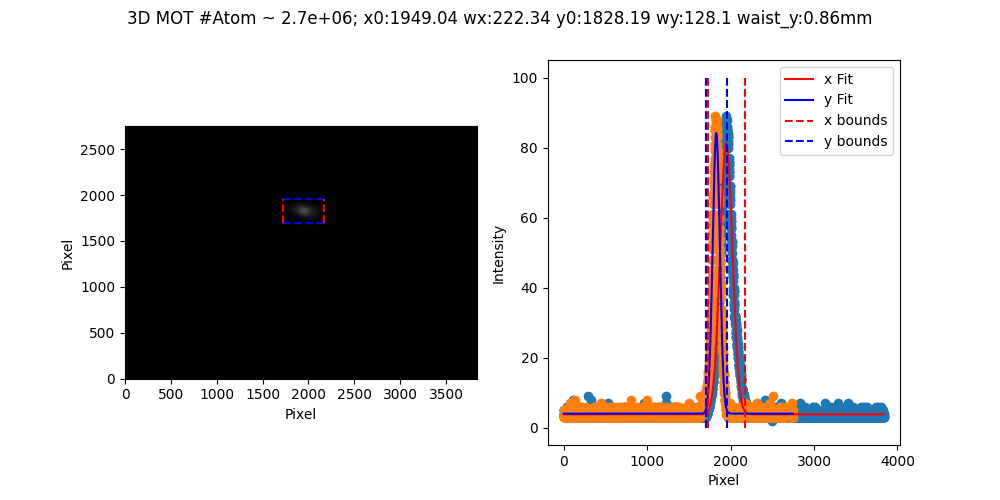 3D MOT #Atom ~ 2.7e+06; x0:1949.04 wx:222.34 y0:1828.19 wy:128.1 waist_y:0.86mm
2500
2000
1500
1000
500
0
Pixel
0 500 1000 1500 2000 2500 3000 3500
Pixel
100
80
60
40
20
0
Intensity
x Fit
y Fit
x bounds
y bounds
0 1000 2000 3000 4000
Pixel